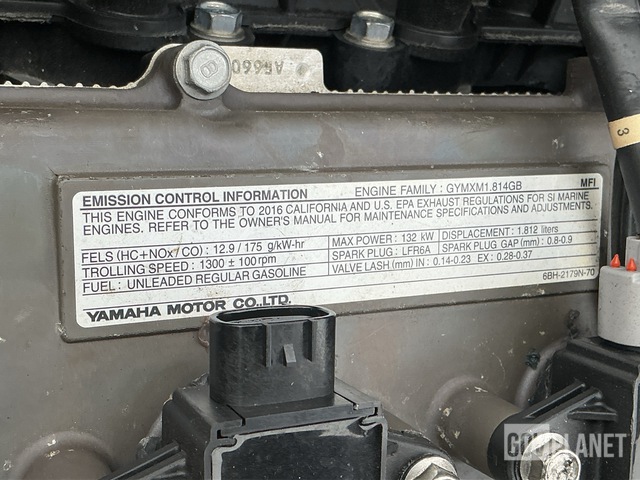 EMISSION CONTROL INFORMATION ENGINE FAMILY : GYMXM1.814GB MFI
THIS ENGINE CONFORMS TO 2016 CALIFORNIA AND U.S. EPA EXHAUST REGULATIONS FOR SI MARINE
ENGINES. REFER TO THE OWNER'S MANUAL FOR MAINTENANCE SPECIFICATIONS AND ADJUSTMENTS.
FELS (HC+NOx/CO) : 12.9 / 175 g/kW-hr MAX POWER : 132 kW DISPLACEMENT : 1.812 liters
TROLLING SPEED : 1300 ± 100rpm SPARK PLUG : LFR6A SPARK PLUG GAP (mm) : 0.8-0.9
FUEL : UNLEADED REGULAR GASOLINE VALVE LASH (mm) IN : 0.14-0.23 EX : 0.28-0.37
YAMAHA MOTOR CO.,LTD. 6BH-2179N-70
3